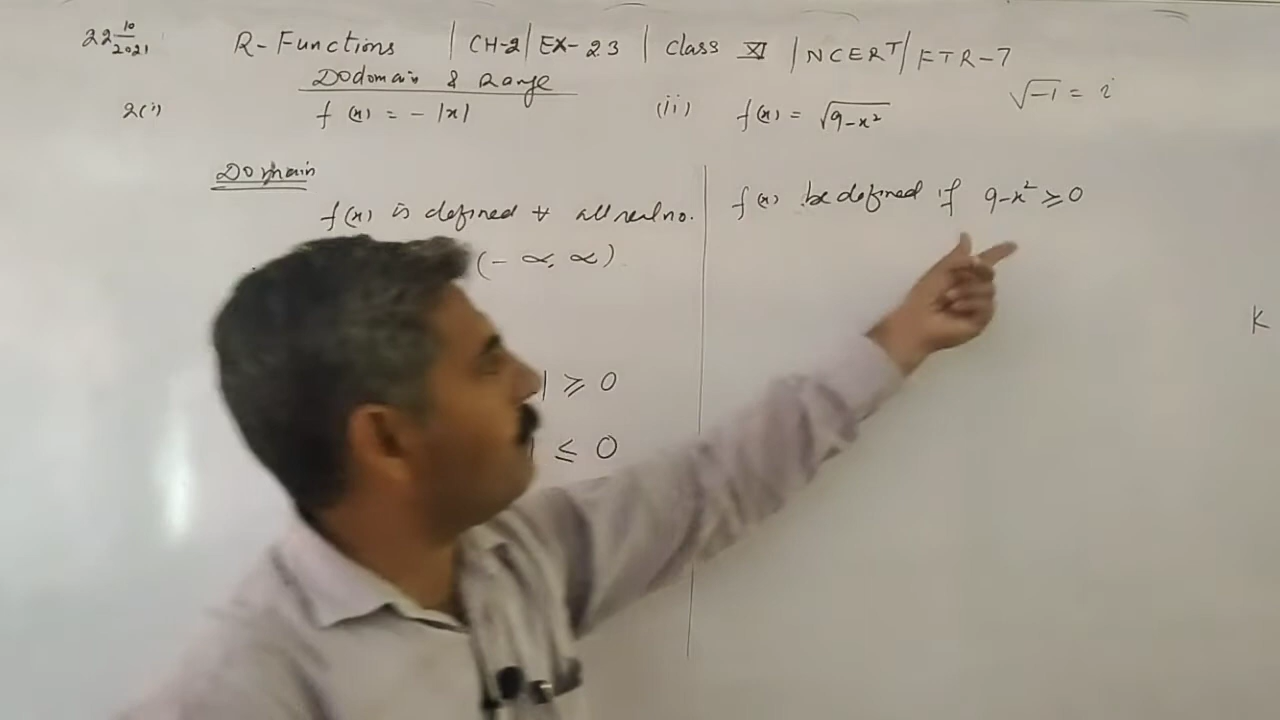 22 10/2021 R-Functions | CH-2 | EX-2.3 | Class XI | NCERT | FTR-7
DOdomain & Range
√-1 = i
2(i) f(x) = -|x| (ii) f(x) = √9-x²
Domain
f(x) is defined ∀ all real no.
(-∝, ∝)
| ≥ 0
| ≤ 0
f(x) be defined if 9-x² ≥ 0
K